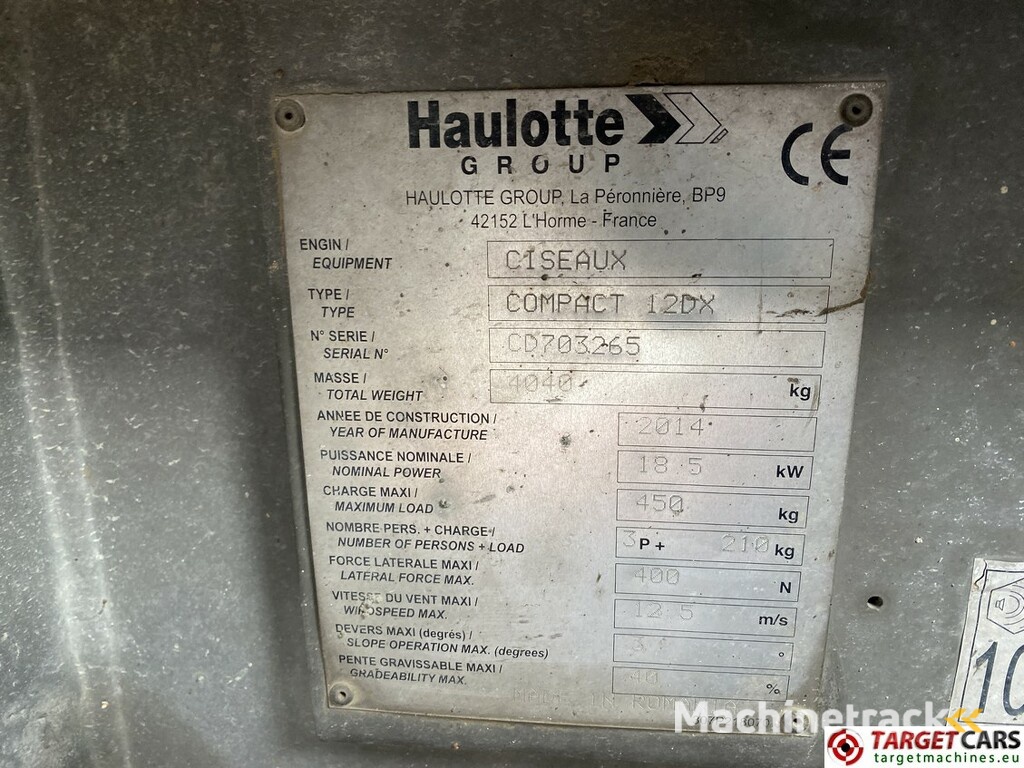 Haulotte
GROUP
CE
HAULOTTE GROUP, La Péronnière, BP9
42152 L'Horme - France
ENGIN /
EQUIPMENT
CISEAUX
TYPE /
TYPE
COMPACT 12DX
N° SERIE /
SERIAL N°
CD703265
MASSE /
TOTAL WEIGHT
4040 kg
ANNEE DE CONSTRUCTION /
YEAR OF MANUFACTURE
2014
PUISSANCE NOMINALE /
NOMINAL POWER
18.5 kW
CHARGE MAXI /
MAXIMUM LOAD
450 kg
NOMBRE PERS. + CHARGE /
NUMBER OF PERSONS + LOAD
3 P + 210 kg
FORCE LATERALE MAXI /
LATERAL FORCE MAX.
400 N
VITESSE DU VENT MAXI /
WINDSPEED MAX.
12.5 m/s
DEVERS MAXI (degrés) /
SLOPE OPERATION MAX. (degrees)
°
PENTE GRAVISSABLE MAXI /
GRADEABILITY MAX.
40 %
IN
10
Machinetrack
TARGETCARS
targetmachines.eu